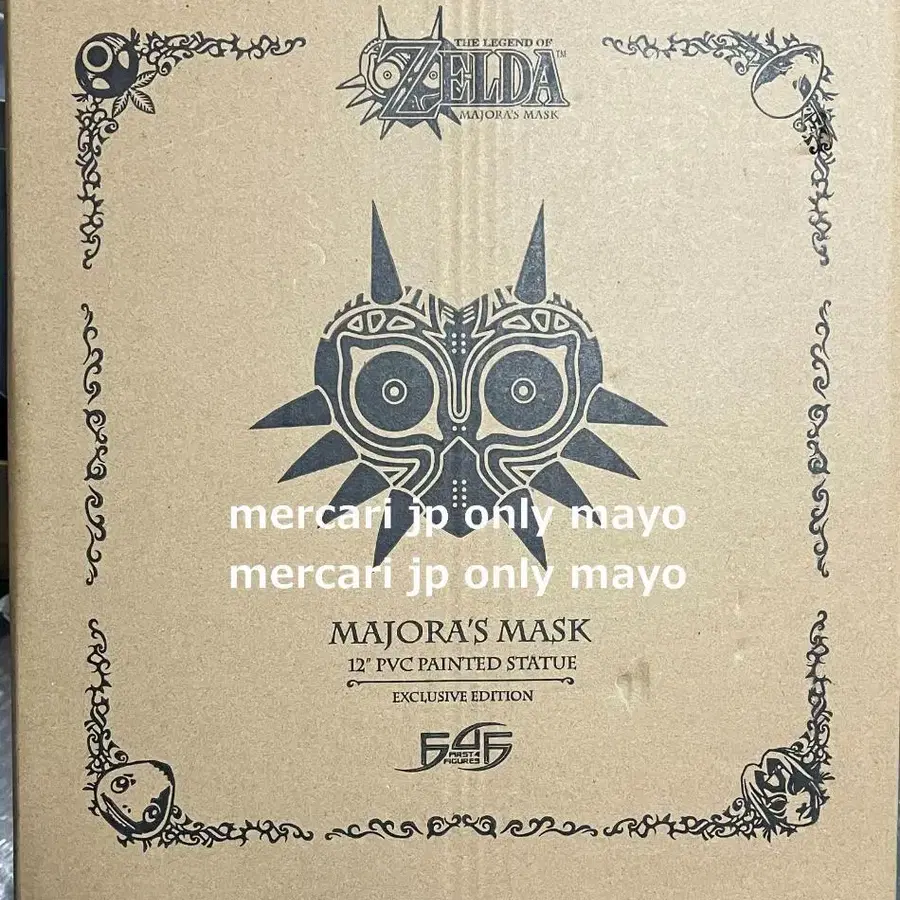 THE LEGEND OF
ZELDA™
MAJORA'S MASK
mercari jp only mayo
mercari jp only mayo
MAJORA'S MASK
12" PVC PAINTED STATUE
EXCLUSIVE EDITION
F4F
FIRST 4
FIGURES